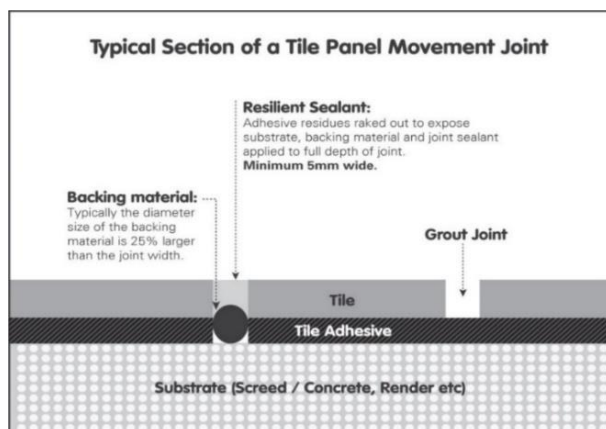 Typical Section of a Tile Panel Movement Joint
Resilient Sealant:
Adhesive residues raked out to expose
substrate, backing material and joint sealant
applied to full depth of joint.
Minimum 5mm wide.
Backing material:
Typically the diameter
size of the backing
material is 25% larger
than the joint width.
Grout Joint
Tile
Tile Adhesive
Substrate (Screed / Concrete, Render etc)